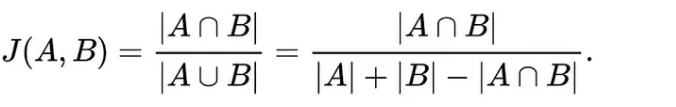 J(A, B) = |A ∩ B| / |A ∪ B| = |A ∩ B| / (|A| + |B| − |A ∩ B|).